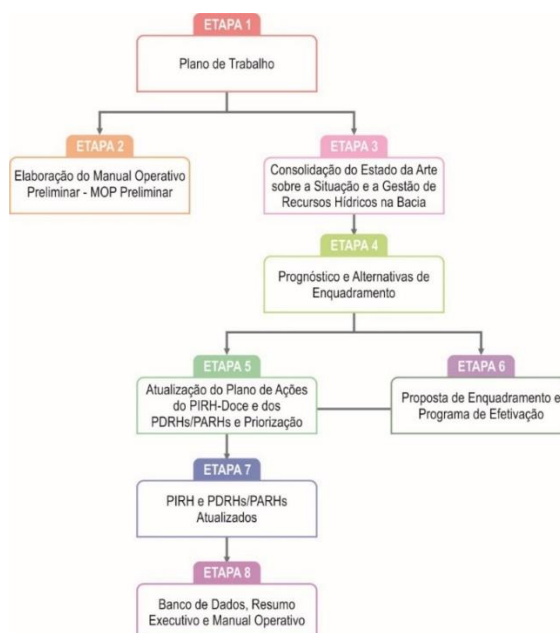 ETAPA 1
Plano de Trabalho
ETAPA 2
Elaboração do Manual Operativo
Preliminar - MOP Preliminar
ETAPA 3
Consolidação do Estado da Arte
sobre a Situação e a Gestão de
Recursos Hídricos na Bacia
ETAPA 4
Prognóstico e Alternativas de
Enquadramento
ETAPA 5
Atualização do Plano de Ações
do PIRH-Doce e dos
PDRHs/PARHs e Priorização
ETAPA 6
Proposta de Enquadramento e
Programa de Efetivação
ETAPA 7
PIRH e PDRHs/PARHs
Atualizados
ETAPA 8
Banco de Dados, Resumo
Executivo e Manual Operativo